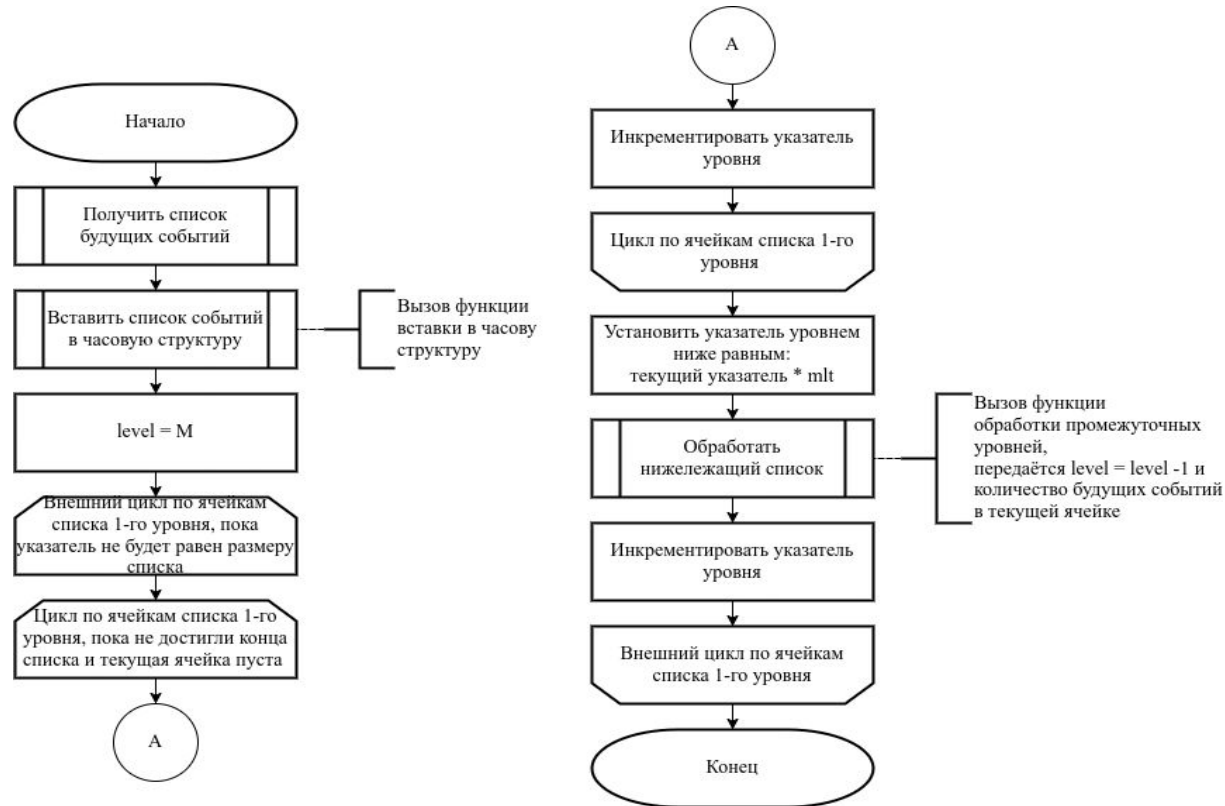 Начало
Получить список
будущих событий
Вставить список событий
в часовую структуру
Вызов функции
вставки в часову
структуру
level = M
Внешний цикл по ячейкам
списка 1-го уровня, пока
указатель не будет равен размеру
списка
Цикл по ячейкам списка 1-го
уровня, пока не достигли конца
списка и текущая ячейка пуста
А
А
Инкрементировать указатель
уровня
Цикл по ячейкам списка 1-го
уровня
Установить указатель уровнем
ниже равным:
текущий указатель * mlt
Обработать
нижележащий список
Вызов функции
обработки промежуточных
уровней,
передаётся level = level -1 и
количество будущих событий
в текущей ячейке
Инкрементировать указатель
уровня
Внешний цикл по ячейкам
списка 1-го уровня
Конец